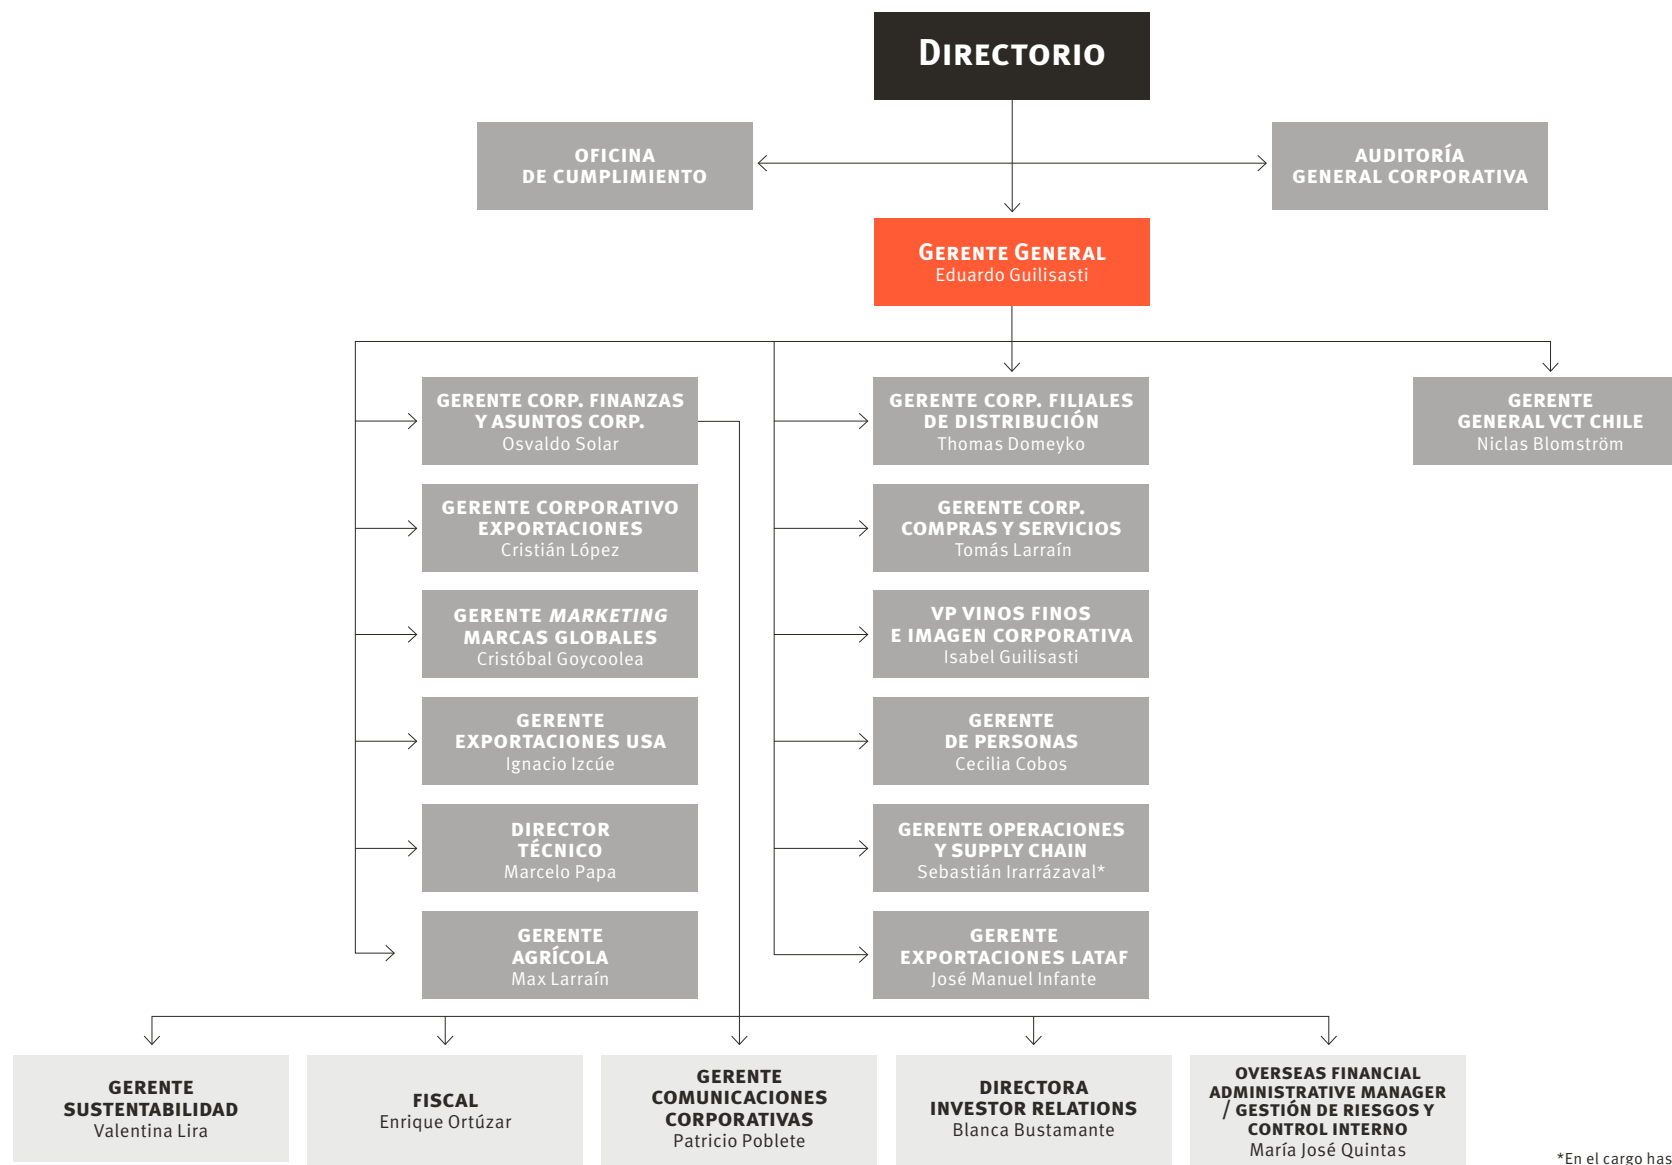 DIRECTORIO
OFICINA
DE CUMPLIMIENTO
AUDITORÍA
GENERAL CORPORATIVA
GERENTE GENERAL
Eduardo Guilisasti
GERENTE CORP. FINANZAS
Y ASUNTOS CORP.
Osvaldo Solar
GERENTE CORP. FILIALES
DE DISTRIBUCIÓN
Thomas Domeyko
GERENTE
GENERAL VCT CHILE
Niclas Blomström
GERENTE CORPORATIVO
EXPORTACIONES
Cristián López
GERENTE CORP.
COMPRAS Y SERVICIOS
Tomás Larraín
GERENTE MARKETING
MARCAS GLOBALES
Cristóbal Goycoolea
VP VINOS FINOS
E IMAGEN CORPORATIVA
Isabel Guilisasti
GERENTE
EXPORTACIONES USA
Ignacio Izcúe
GERENTE
DE PERSONAS
Cecilia Cobos
DIRECTOR
TÉCNICO
Marcelo Papa
GERENTE OPERACIONES
Y SUPPLY CHAIN
Sebastián Irarrázaval*
GERENTE
AGRÍCOLA
Max Larraín
GERENTE
EXPORTACIONES LATAF
José Manuel Infante
GERENTE
SUSTENTABILIDAD
Valentina Lira
FISCAL
Enrique Ortúzar
GERENTE
COMUNICACIONES
CORPORATIVAS
Patricio Poblete
DIRECTORA
INVESTOR RELATIONS
Blanca Bustamante
OVERSEAS FINANCIAL
ADMINISTRATIVE MANAGER
/ GESTIÓN DE RIESGOS Y
CONTROL INTERNO
María José Quintas
*En el cargo has